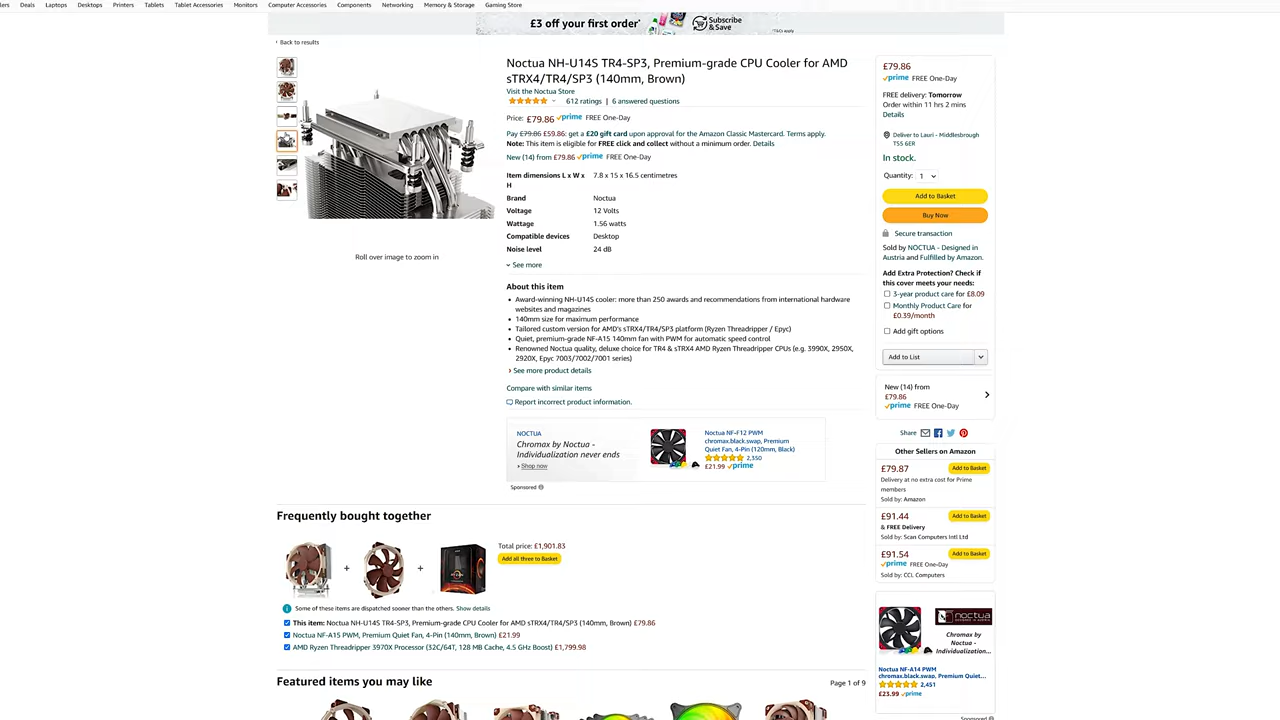 Deals
Laptops
Desktops
Printers
Tablets
Tablet Accessories
Monitors
Computer Accessories
Components
Networking
Memory & Storage
Gaming Store
£3 off your first order*
Subscribe
& Save
*T&Cs apply
‹ Back to results
Noctua NH-U14S TR4-SP3, Premium-grade CPU Cooler for AMD
sTRX4/TR4/SP3 (140mm, Brown)
Visit the Noctua Store
612 ratings | 6 answered questions
Price: £79.86 prime FREE One-Day
Pay £79.86 £59.86: get a £20 gift card upon approval for the Amazon Classic Mastercard. Terms apply.
Note: This item is eligible for FREE click and collect without a minimum order. Details
New (14) from £79.86 prime FREE One-Day
Item dimensions L x W x H 7.8 x 15 x 16.5 centimetres
Brand Noctua
Voltage 12 Volts
Wattage 1.56 watts
Compatible devices Desktop
Noise level 24 dB
See more
Roll over image to zoom in
About this item
• Award-winning NH-U14S cooler: more than 250 awards and recommendations from international hardware
websites and magazines
• 140mm size for maximum performance
• Tailored custom version for AMD's sTRX4/TR4/SP3 platform (Ryzen Threadripper / Epyc)
• Quiet, premium-grade NF-A15 140mm fan with PWM for automatic speed control
• Renowned Noctua quality, deluxe choice for TR4 & sTRX4 AMD Ryzen Threadripper CPUs (e.g. 3990X, 2950X,
2920X, Epyc 7003/7002/7001 series)
› See more product details
Compare with similar items
Report incorrect product information.
NOCTUA
Chromax by Noctua -
Individualization never ends
› Shop now
Noctua NF-F12 PWM
chromax.black.swap, Premium
Quiet Fan, 4-Pin (120mm, Black)
2,350
£21.99 prime
Sponsored
£79.86
prime FREE One-Day
FREE delivery: Tomorrow
Order within 11 hrs 2 mins
Details
Deliver to Lauri - Middlesbrough
TS5 6ER
In stock.
Quantity: 1
Add to Basket
Buy Now
Secure transaction
Sold by NOCTUA - Designed in
Austria and Fulfilled by Amazon.
Add Extra Protection? Check if
this cover meets your needs:
3-year product care for £8.09
Monthly Product Care for
£0.39/month
Add gift options
Add to List
New (14) from
£79.86
prime FREE One-Day
Share
Other Sellers on Amazon
£79.87
Add to Basket
Delivery at no extra cost for Prime
members
Sold by: Amazon
£91.44
Add to Basket
& FREE Delivery
Sold by: Scan Computers Intl Ltd
£91.54
Add to Basket
prime FREE One-Day
Sold by: CCL Computers
noctua
Chromax by
Noctua -
Individualization...
Noctua NF-A14 PWM
chromax.black.swap, Premium Quiet...
2,451
£23.99 prime
Sponsored
Frequently bought together
Total price: £1,901.83
Add all three to Basket
Some of these items are dispatched sooner than the others. Show details
This item: Noctua NH-U14S TR4-SP3, Premium-grade CPU Cooler for AMD sTRX4/TR4/SP3 (140mm, Brown) £79.86
Noctua NF-A15 PWM, Premium Quiet Fan, 4-Pin (140mm, Brown) £21.99
AMD Ryzen Threadripper 3970X Processor (32C/64T, 128 MB Cache, 4.5 GHz Boost) £1,799.98
Featured items you may like
Page 1 of 9